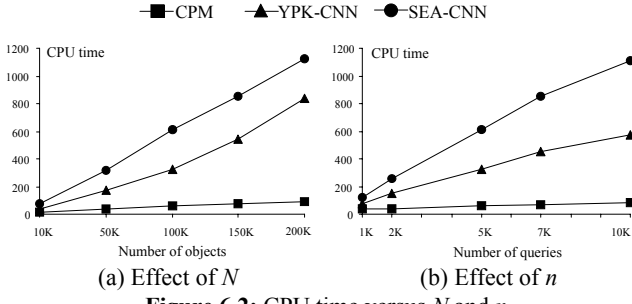 CPM YPK-CNN SEA-CNN
CPU time
1200
1000
800
600
400
200
0
10K 50K 100K 150K 200K
Number of objects
(a) Effect of N
CPU time
1200
1000
800
600
400
200
0
1K 2K 5K 7K 10K
Number of queries
(b) Effect of n
Figure 6.2: CPU time versus N and n